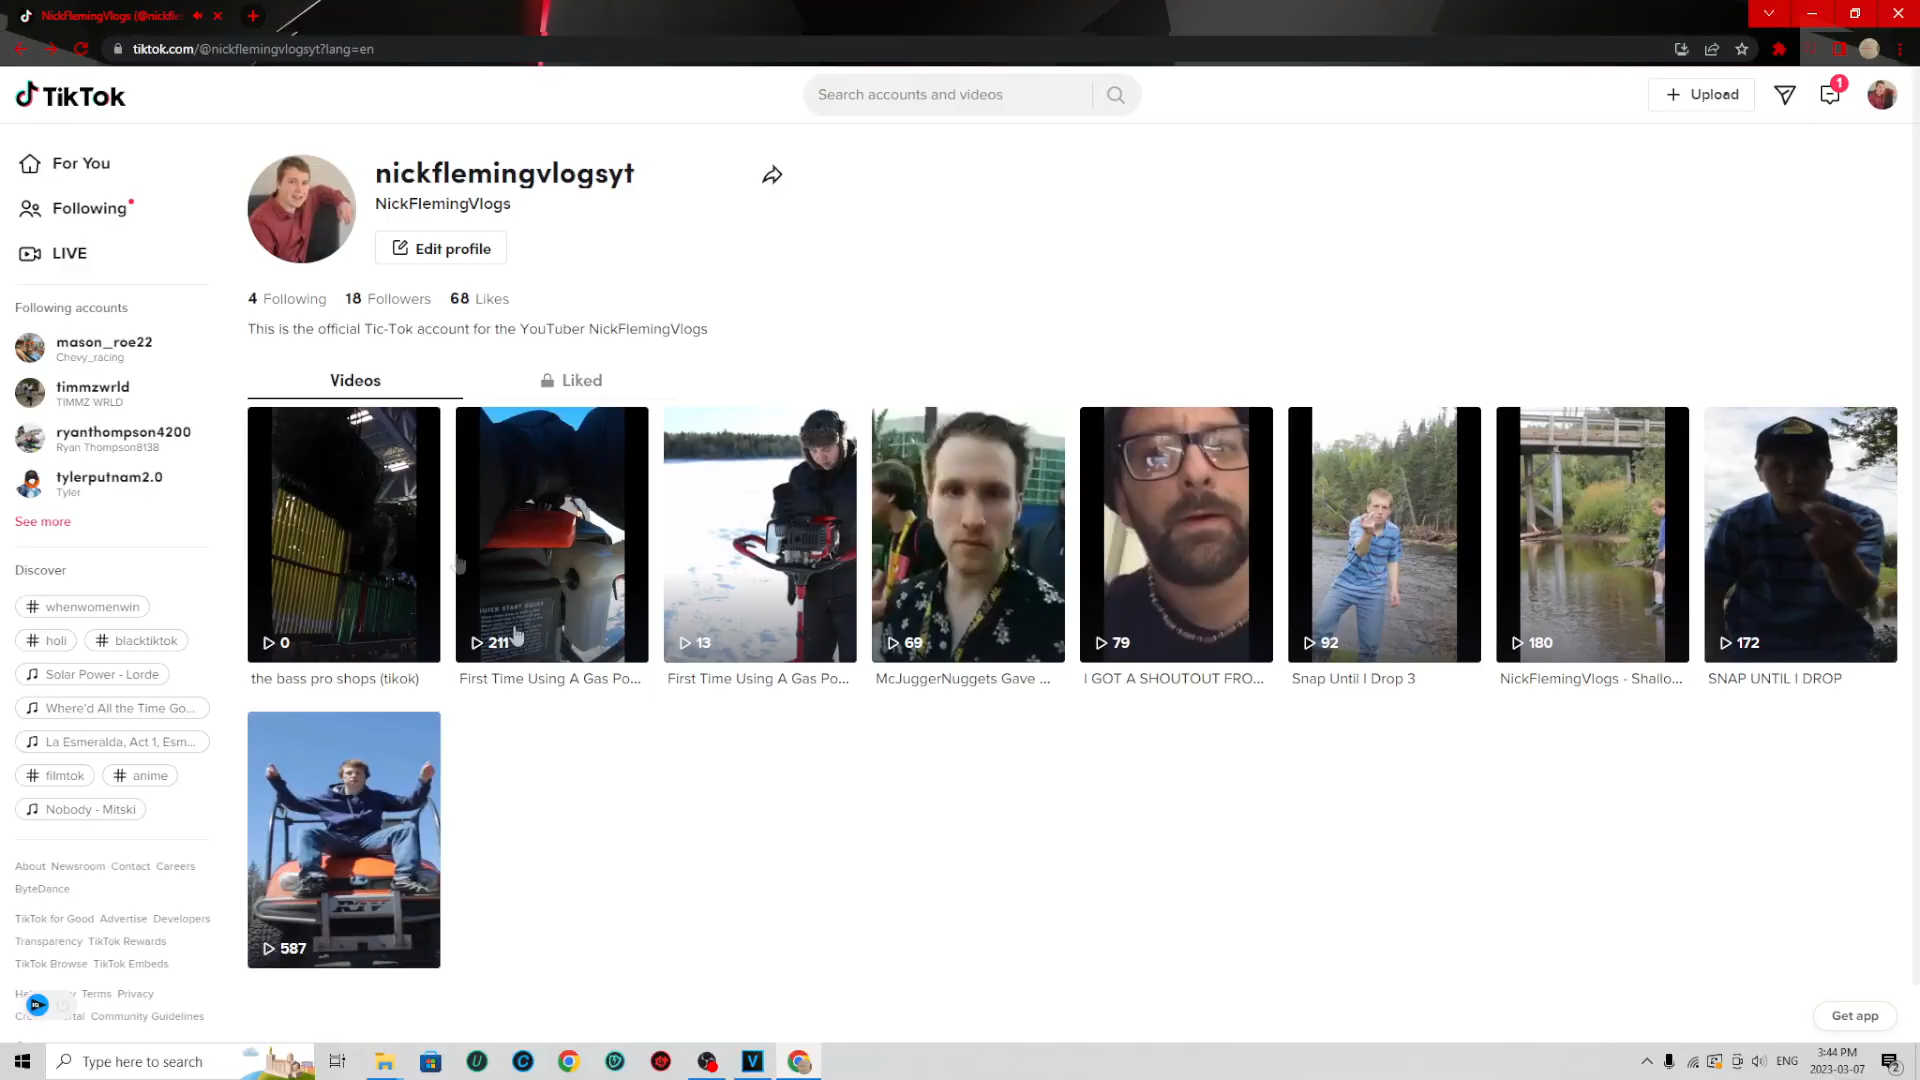 NickFlemingVlogs (@nickfle
tiktok.com/@nickflemingvlogsyt?lang=en
TikTok
Search accounts and videos
Upload
1
For You
Following
LIVE
Following accounts
mason_roe22
Chevy_racing
timmzwrld
TIMMZ WRLD
ryanthompson4200
Ryan Thompson8138
tylerputnam2.0
Tyler
See more
Discover
# whenwomenwin
# holi # blacktiktok
Solar Power - Lorde
Where'd All the Time Go...
La Esmeralda, Act 1, Esm...
# filmtok # anime
Nobody - Mitski
About Newsroom Contact Careers
ByteDance
TikTok for Good Advertise Developers
Transparency TikTok Rewards
TikTok Browse TikTok Embeds
Terms Privacy
Community Guidelines
nickflemingvlogsyt
NickFlemingVlogs
Edit profile
4 Following 18 Followers 68 Likes
This is the official Tic-Tok account for the YouTuber NickFlemingVlogs
Videos Liked
QUICK START GUIDE
0 211 13 69 79 92 180 172
the bass pro shops (tikok) First Time Using A Gas Po... First Time Using A Gas Po... McJuggerNuggets Gave ... I GOT A SHOUTOUT FRO... Snap Until I Drop 3 NickFlemingVlogs - Shallo... SNAP UNTIL I DROP
587
Get app
Type here to search
ENG
3:44 PM
2023-03-07
2